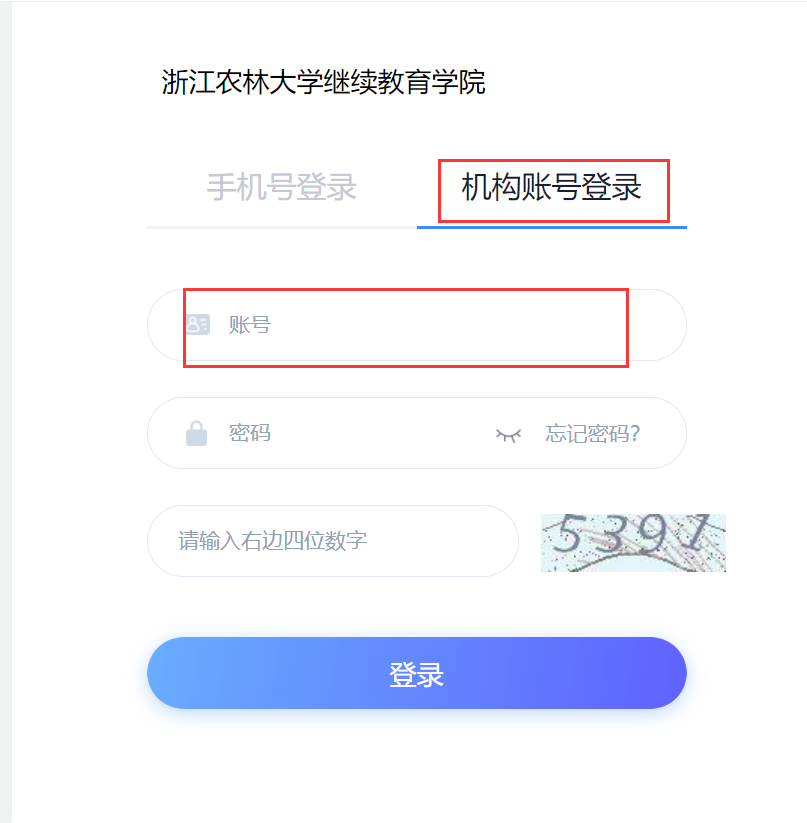 浙江农林大学继续教育学院
手机号登录 机构账号登录
账号
密码 忘记密码?
请输入右边四位数字 5391
登录